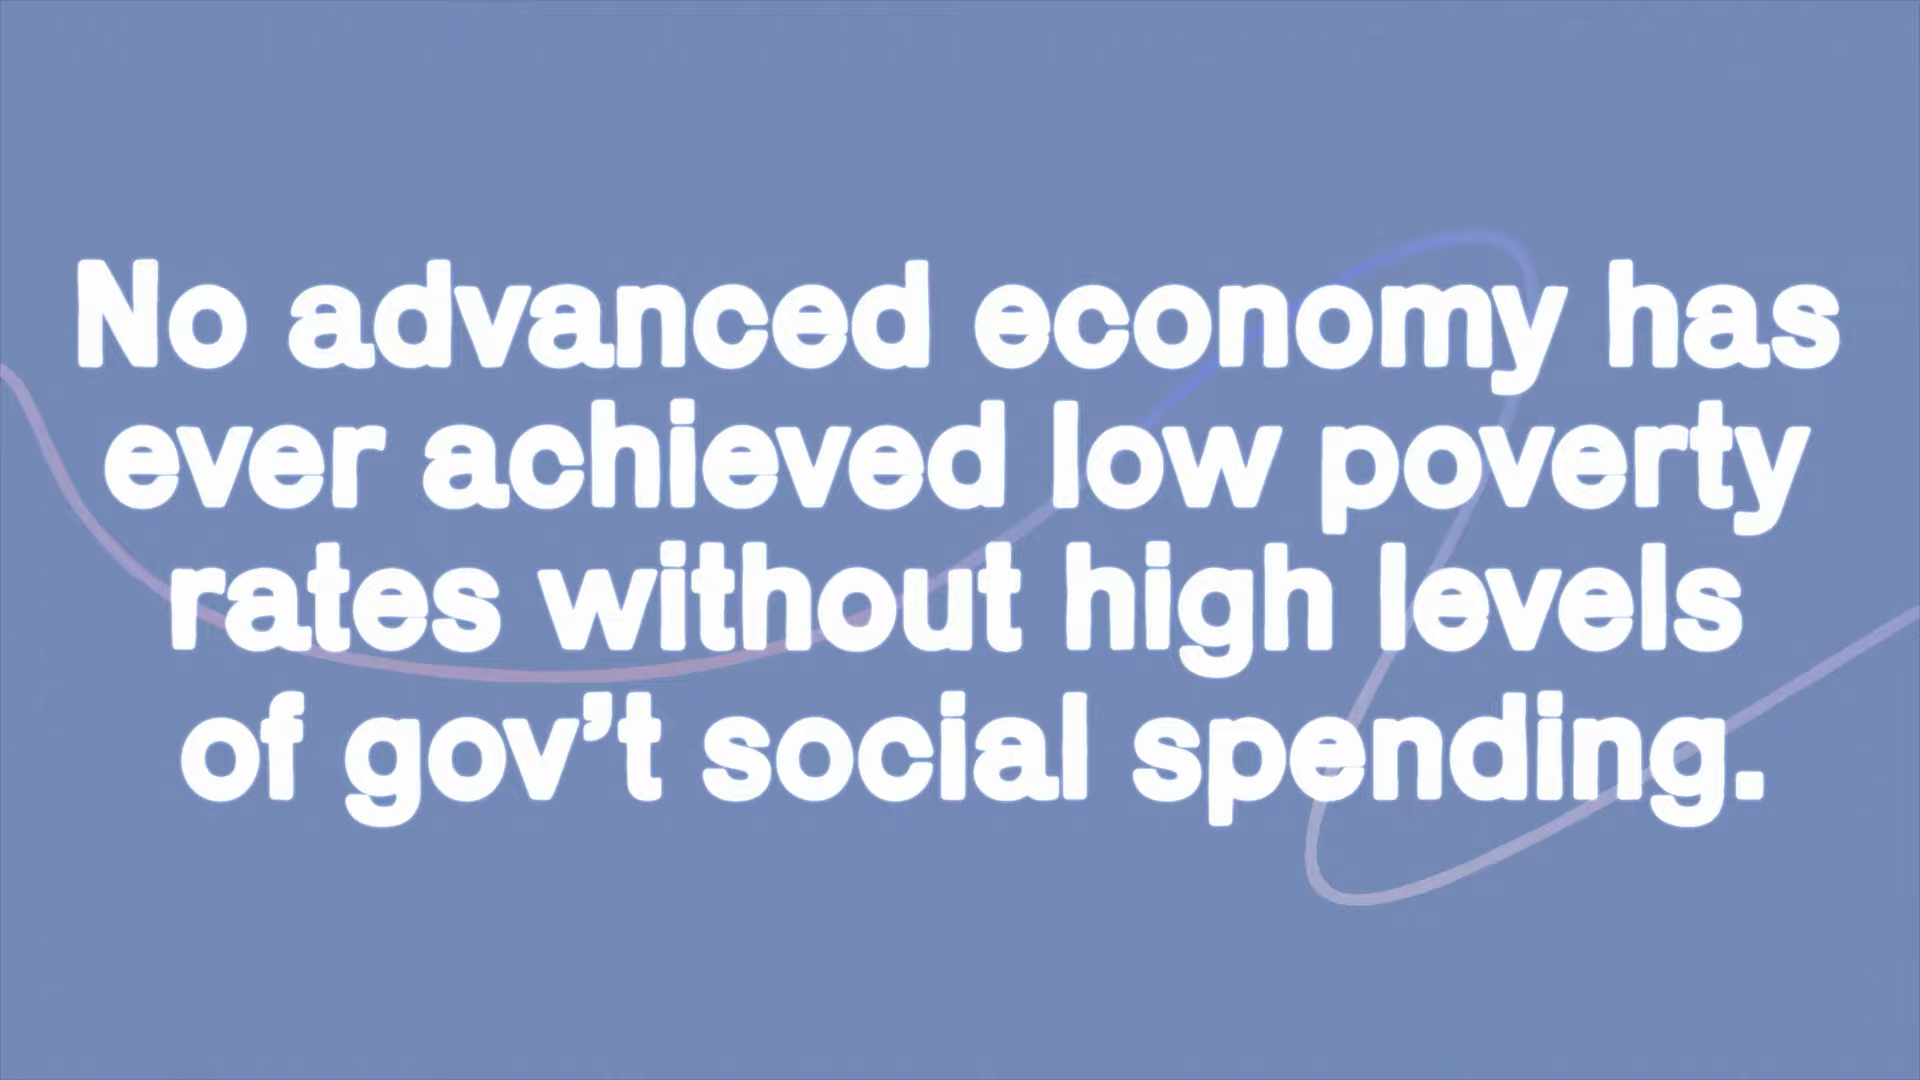 No advanced economy has
ever achieved low poverty
rates without high levels
of gov’t social spending.